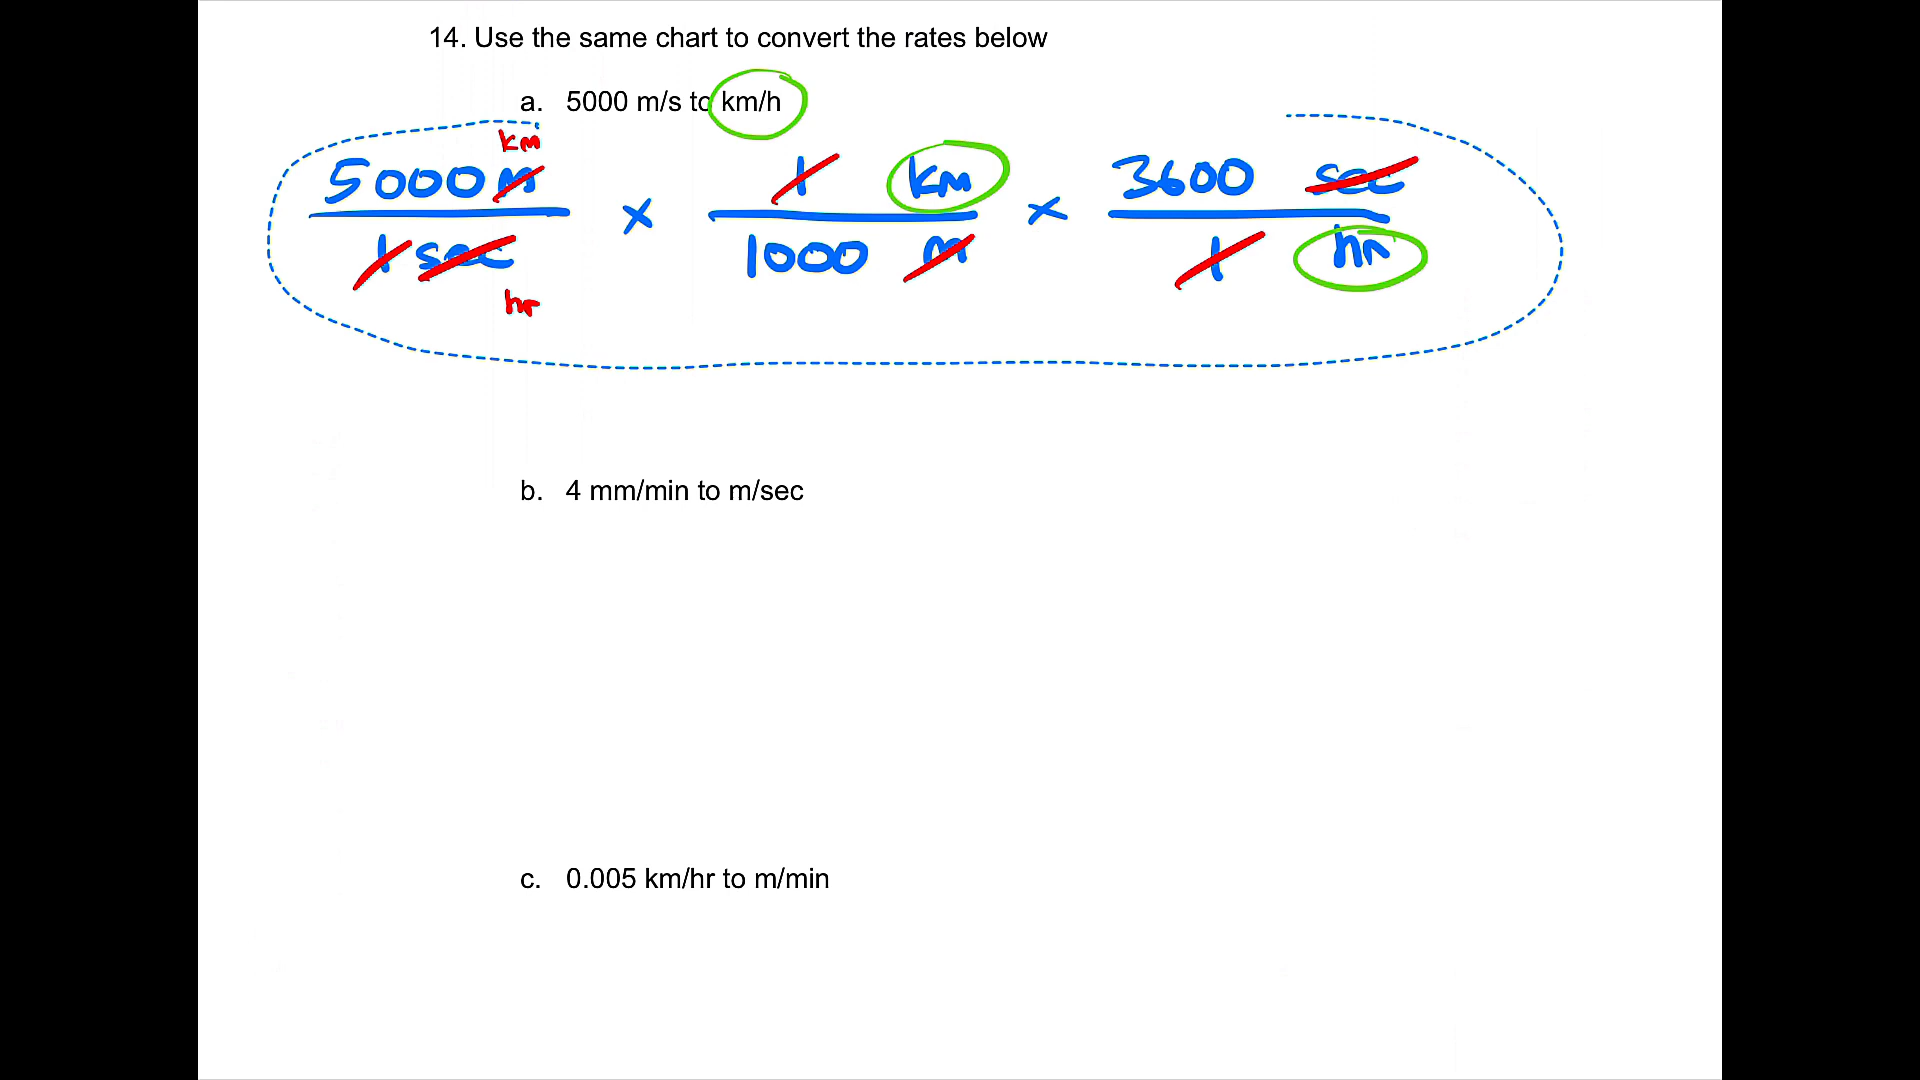 14. Use the same chart to convert the rates below
a. 5000 m/s to km/h
km
5000 m × 1 km × 3600 sec
1 sec 1000 m 1 hr
hr
b. 4 mm/min to m/sec
c. 0.005 km/hr to m/min